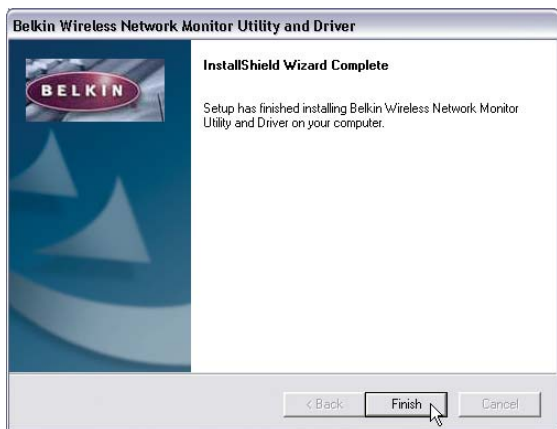 Belkin Wireless Network Monitor Utility and Driver
BELKIN
InstallShield Wizard Complete
Setup has finished installing Belkin Wireless Network Monitor
Utility and Driver on your computer.
< Back
Finish
Cancel